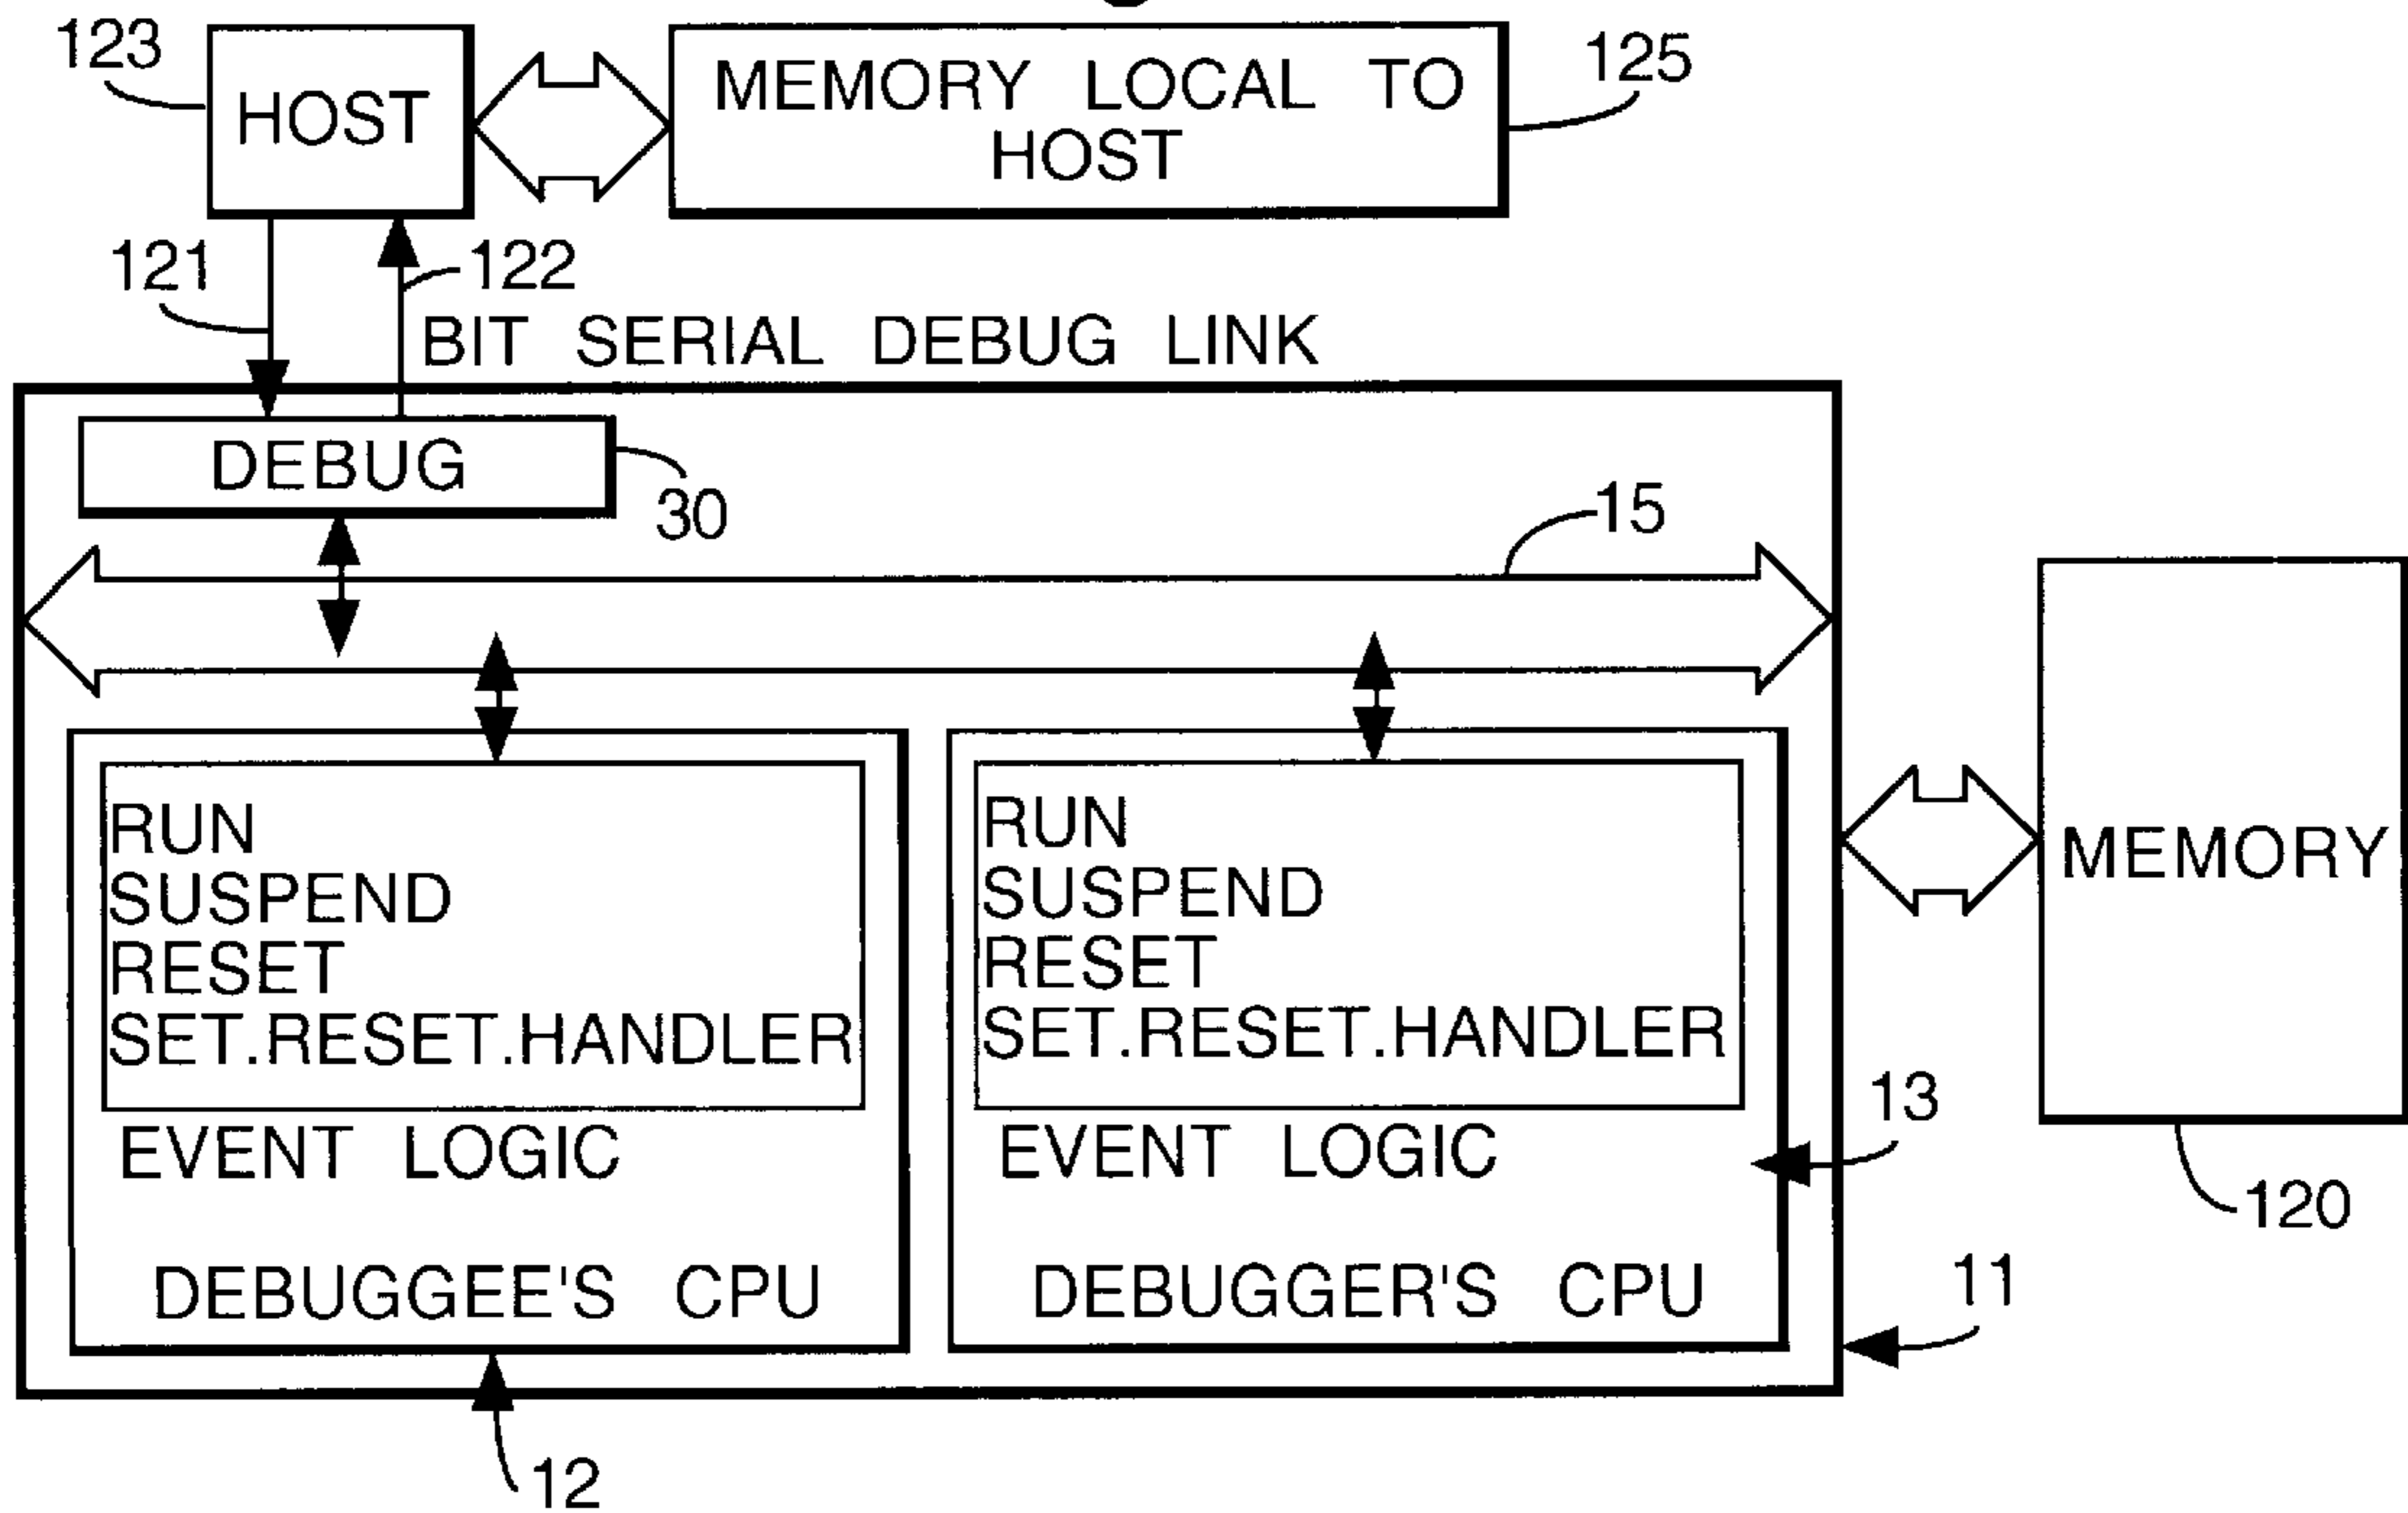 123
HOST
MEMORY LOCAL TO
HOST
125
121
122
BIT SERIAL DEBUG LINK
DEBUG
30
15
RUN
SUSPEND
RESET
SET.RESET.HANDLER
EVENT LOGIC
DEBUGGEE'S CPU
RUN
SUSPEND
RESET
SET.RESET.HANDLER
EVENT LOGIC
DEBUGGER'S CPU
MEMORY
13
120
11
12